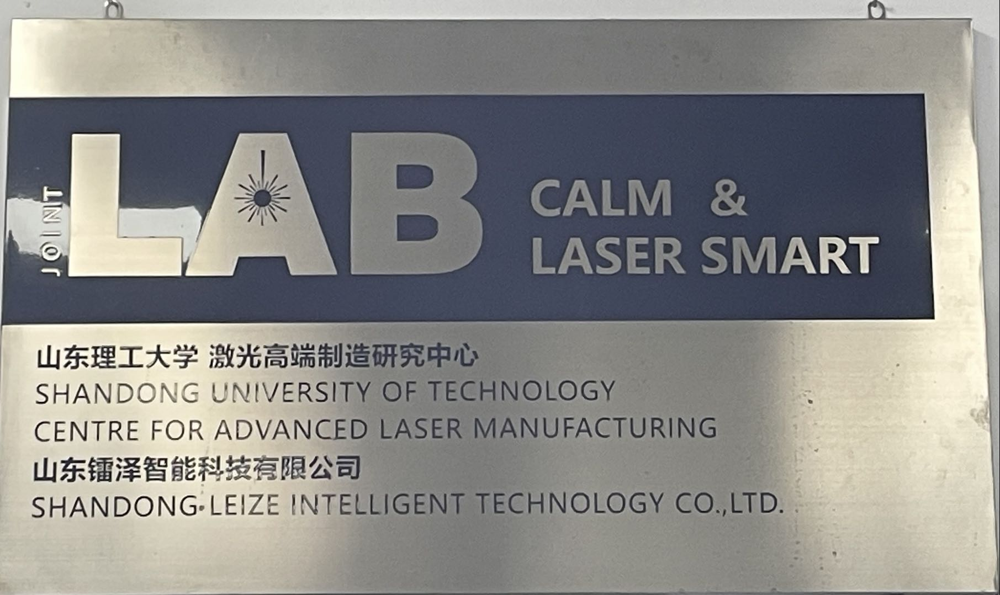 JOINT
LAB
CALM &
LASER SMART
山东理工大学 激光高端制造研究中心
SHANDONG UNIVERSITY OF TECHNOLOGY
CENTRE FOR ADVANCED LASER MANUFACTURING
山东镭泽智能科技有限公司
SHANDONG LEIZE INTELLIGENT TECHNOLOGY CO.,LTD.